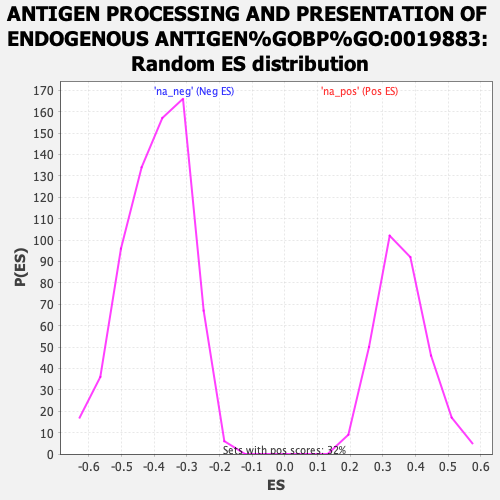 ANTIGEN PROCESSING AND PRESENTATION OF
ENDOGENOUS ANTIGEN%GOBP%GO:0019883:
Random ES distribution
'na_neg' (Neg ES)
'na_pos' (Pos ES)
170
160
150
140
130
120
110
100
90
80
70
60
50
40
30
20
10
0
P(ES)
Sets with pos scores: 32%
-0.6 -0.5 -0.4 -0.3 -0.2 -0.1 0.0 0.1 0.2 0.3 0.4 0.5 0.6
ES